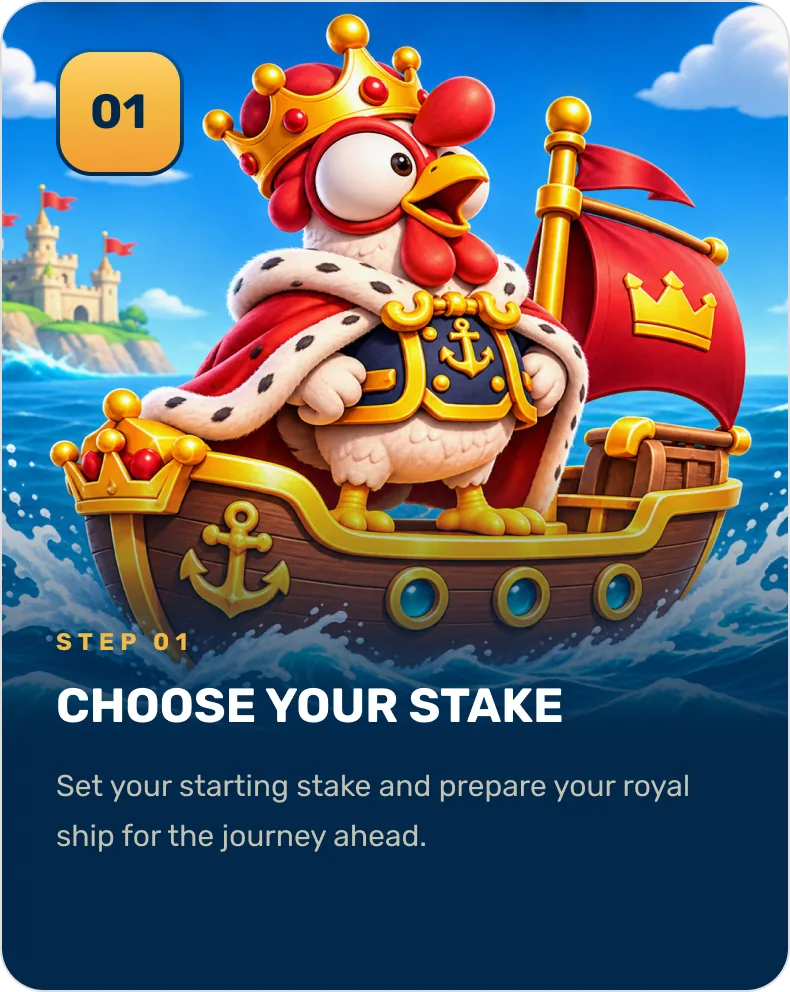 01
STEP 01
CHOOSE YOUR STAKE
Set your starting stake and prepare your royal
ship for the journey ahead.